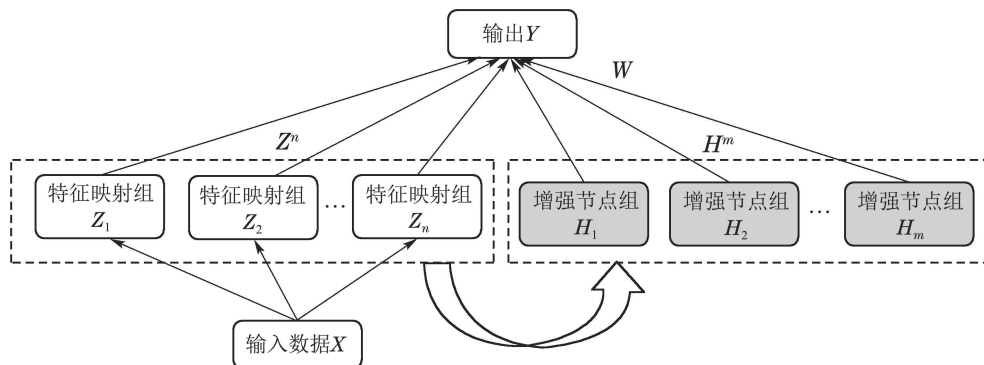 输出Y
W
Zⁿ
Hᵐ
特征映射组
Z₁
特征映射组
Z₂
...
特征映射组
Zₙ
增强节点组
H₁
增强节点组
H₂
...
增强节点组
Hₘ
输入数据X